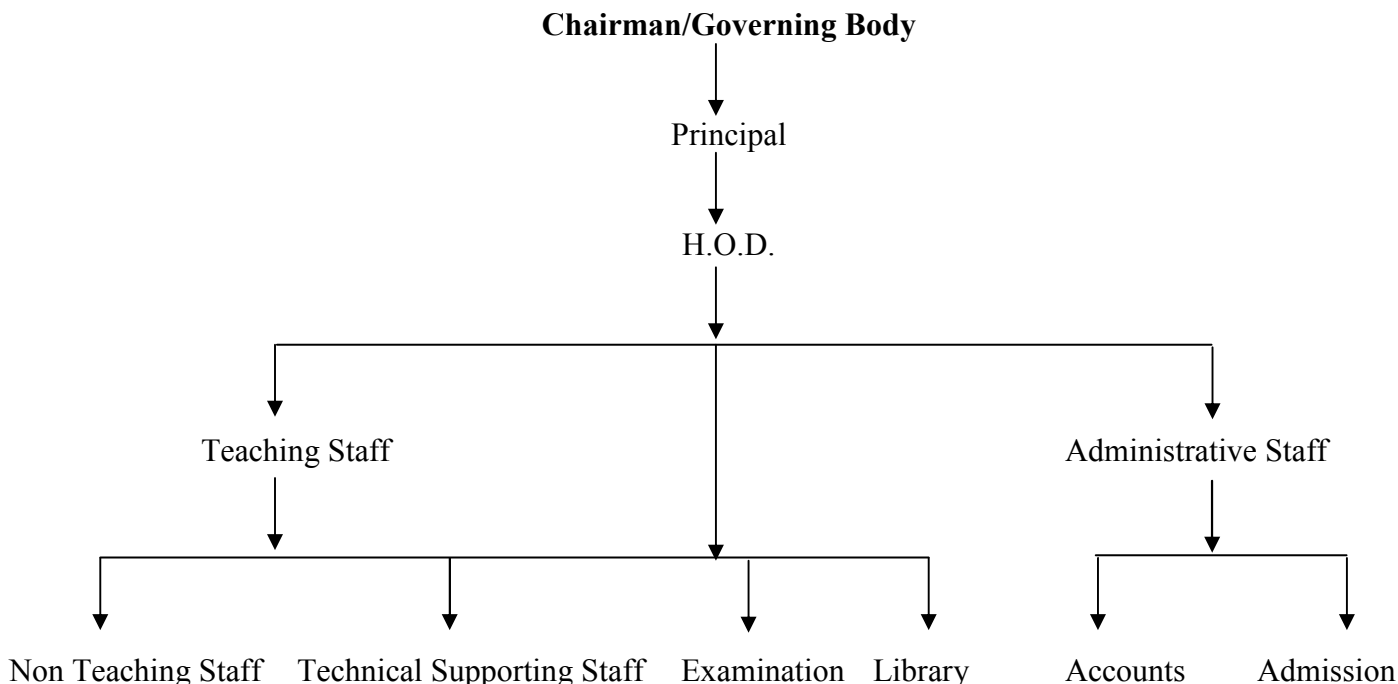 Chairman/Governing Body
Principal
H.O.D.
Teaching Staff Administrative Staff
Non Teaching Staff Technical Supporting Staff Examination Library Accounts Admission